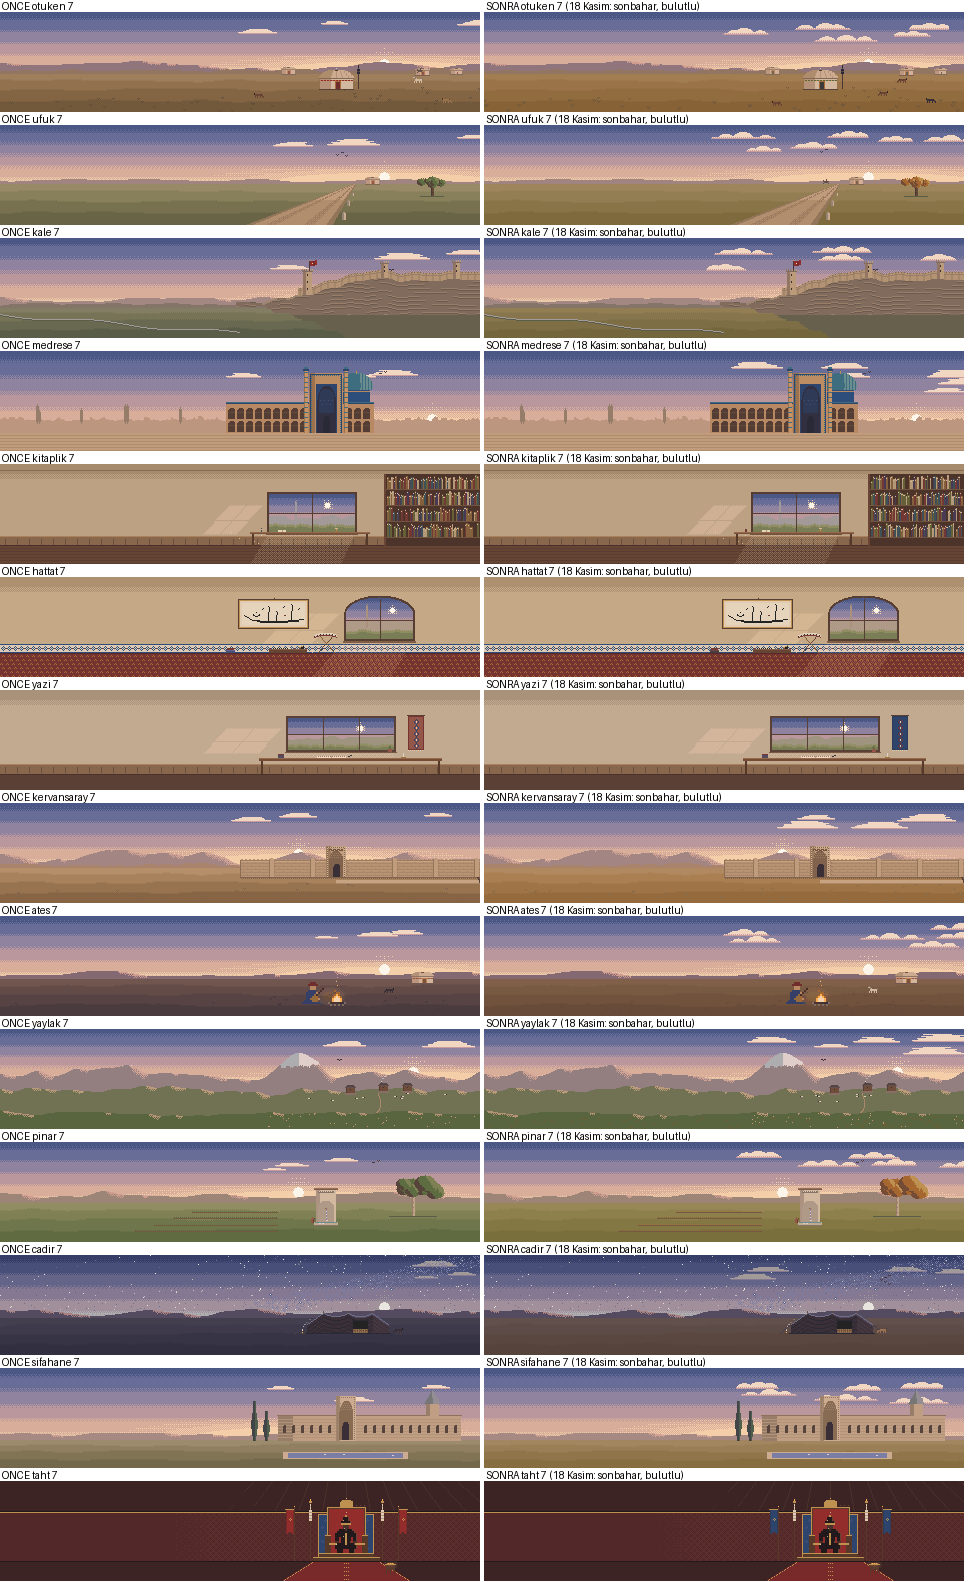 ONCE otuken 7 SONRA otuken 7 (18 Kasim: sonbahar, bulutlu)
ONCE ufuk 7 SONRA ufuk 7 (18 Kasim: sonbahar, bulutlu)
ONCE kale 7 SONRA kale 7 (18 Kasim: sonbahar, bulutlu)
ONCE medrese 7 SONRA medrese 7 (18 Kasim: sonbahar, bulutlu)
ONCE kitaplik 7 SONRA kitaplik 7 (18 Kasim: sonbahar, bulutlu)
ONCE hattat 7 SONRA hattat 7 (18 Kasim: sonbahar, bulutlu)
ONCE yazi 7 SONRA yazi 7 (18 Kasim: sonbahar, bulutlu)
ONCE kervansaray 7 SONRA kervansaray 7 (18 Kasim: sonbahar, bulutlu)
ONCE ates 7 SONRA ates 7 (18 Kasim: sonbahar, bulutlu)
ONCE yaylak 7 SONRA yaylak 7 (18 Kasim: sonbahar, bulutlu)
ONCE pinar 7 SONRA pinar 7 (18 Kasim: sonbahar, bulutlu)
ONCE cadir 7 SONRA cadir 7 (18 Kasim: sonbahar, bulutlu)
ONCE sifahane 7 SONRA sifahane 7 (18 Kasim: sonbahar, bulutlu)
ONCE taht 7 SONRA taht 7 (18 Kasim: sonbahar, bulutlu)